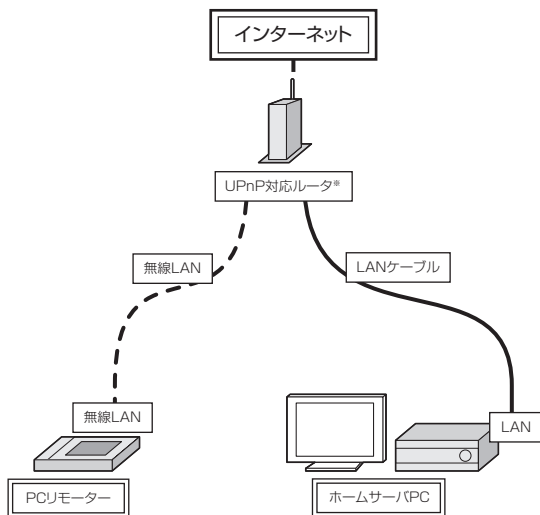 インターネット
UPnP対応ルータ※
無線LAN
LANケーブル
無線LAN
LAN
PCリモーター
ホームサーバPC